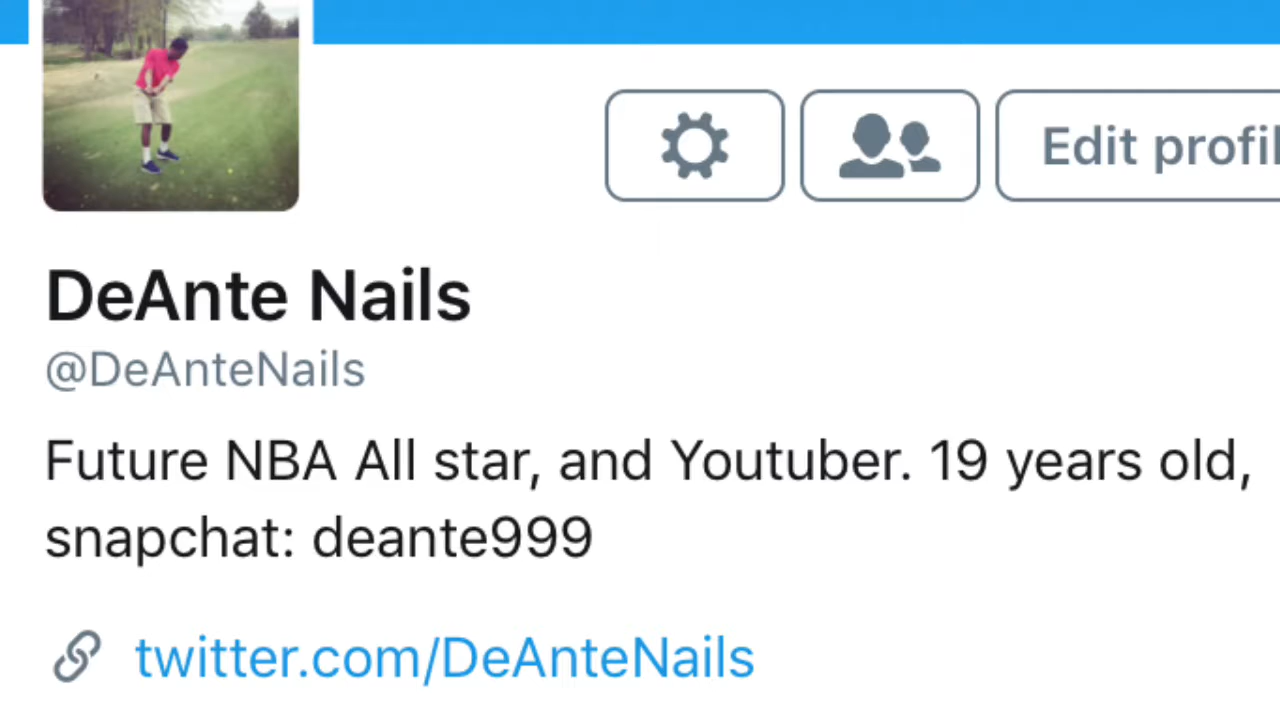 Edit profil
DeAnte Nails
@DeAnteNails
Future NBA All star, and Youtuber. 19 years old,
snapchat: deante999
twitter.com/DeAnteNails